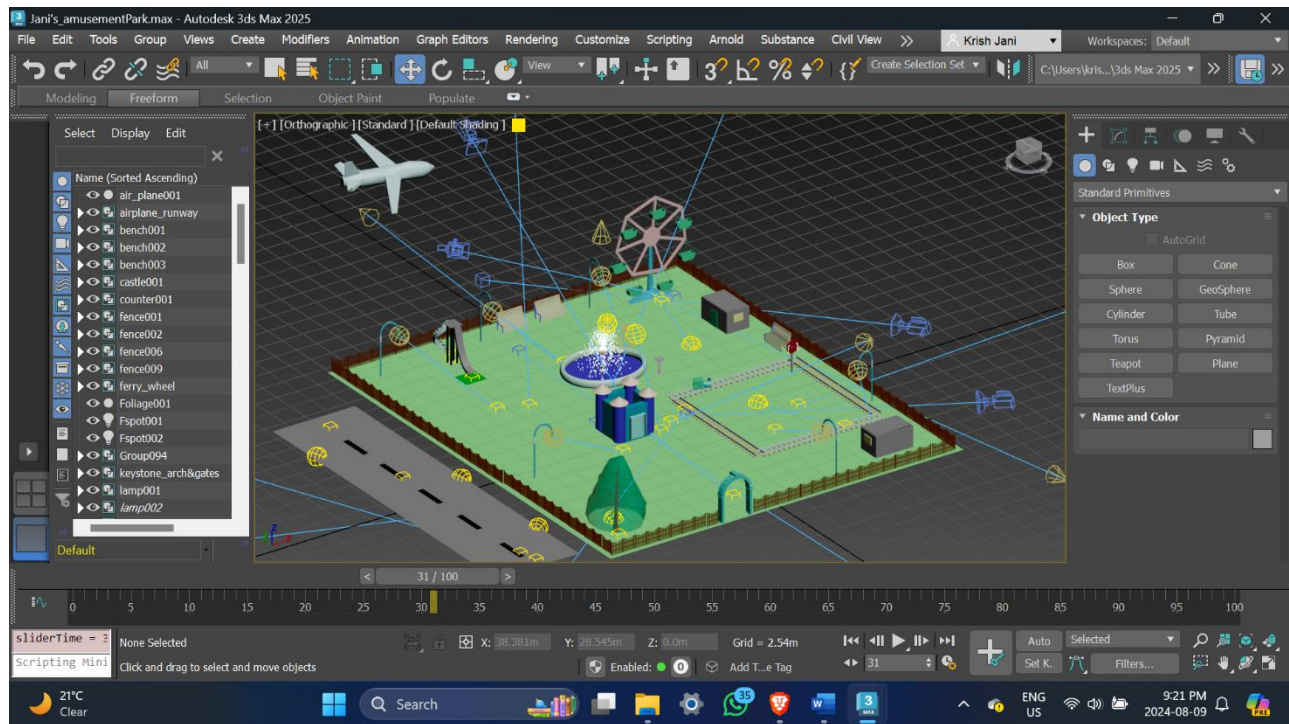 Jani's_amusementPark.max - Autodesk 3ds Max 2025
File Edit Tools Group Views Create Modifiers Animation Graph Editors Rendering Customize Scripting Arnold Substance Civil View Krish Jani Workspaces: Default
All View Create Selection Set C:\Users\kris...\3ds Max 2025
Modeling Freeform Selection Object Paint Populate
Select Display Edit
[+] [Orthographic ] [Standard ] [Default Shading ]
Name (Sorted Ascending)
air_plane001
airplane_runway
bench001
bench002
bench003
castle001
counter001
fence001
fence002
fence006
fence009
ferry_wheel
Foliage001
Fspot001
Fspot002
Group094
keystone_arch&gates
lamp001
lamp002
Default
Standard Primitives
Object Type
AutoGrid
Box Cone
Sphere GeoSphere
Cylinder Tube
Torus Pyramid
Teapot Plane
TextPlus
Name and Color
31 / 100
0 5 10 15 20 25 30 35 40 45 50 55 60 65 70 75 80 85 90 95 100
sliderTime = 3 None Selected X: 38.381m Y: 28.545m Z: 0.0m Grid = 2.54m Auto Selected
Scripting Mini Click and drag to select and move objects Enabled: 0 Add T...e Tag 31 Set K. Filters...
21°C
Clear
Search
35
ENG
US
9:21 PM
2024-08-09
PRE